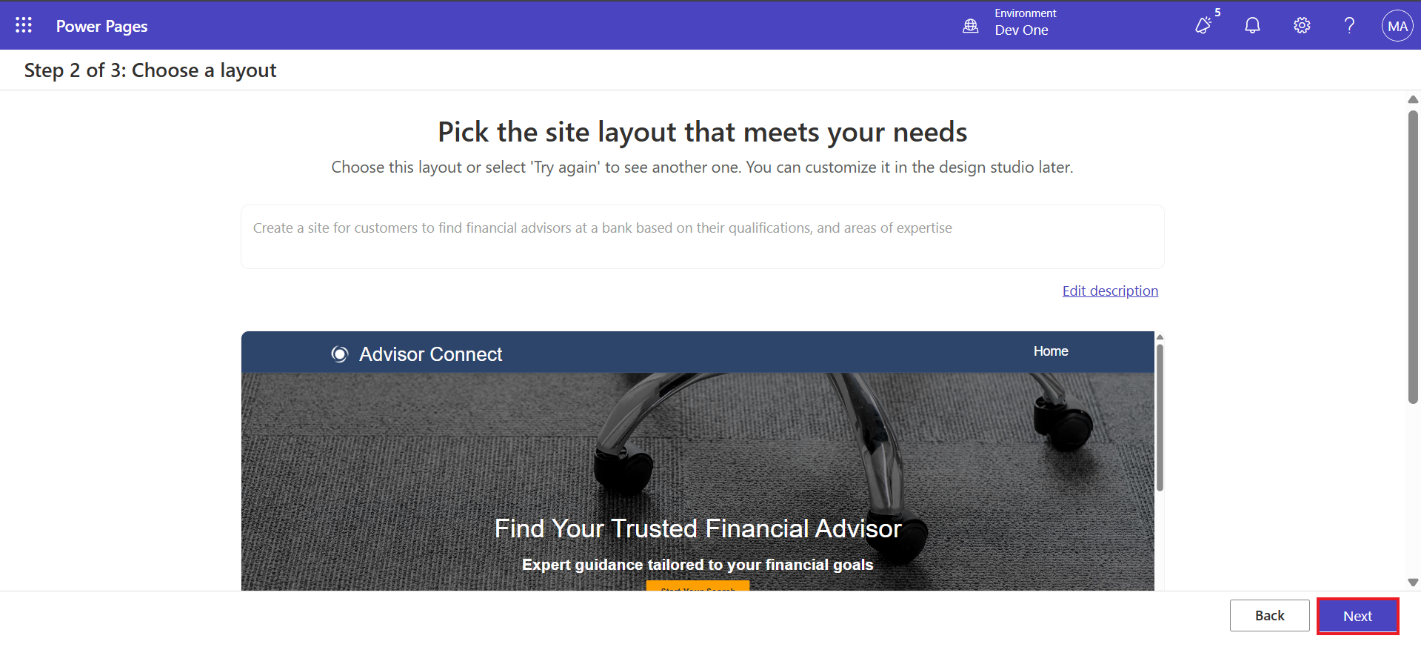 Power Pages
Environment
Dev One
5
MA
Step 2 of 3: Choose a layout
Pick the site layout that meets your needs
Choose this layout or select 'Try again' to see another one. You can customize it in the design studio later.
Create a site for customers to find financial advisors at a bank based on their qualifications, and areas of expertise
Edit description
Advisor Connect
Home
Find Your Trusted Financial Advisor
Expert guidance tailored to your financial goals
Start Your Search
Back
Next